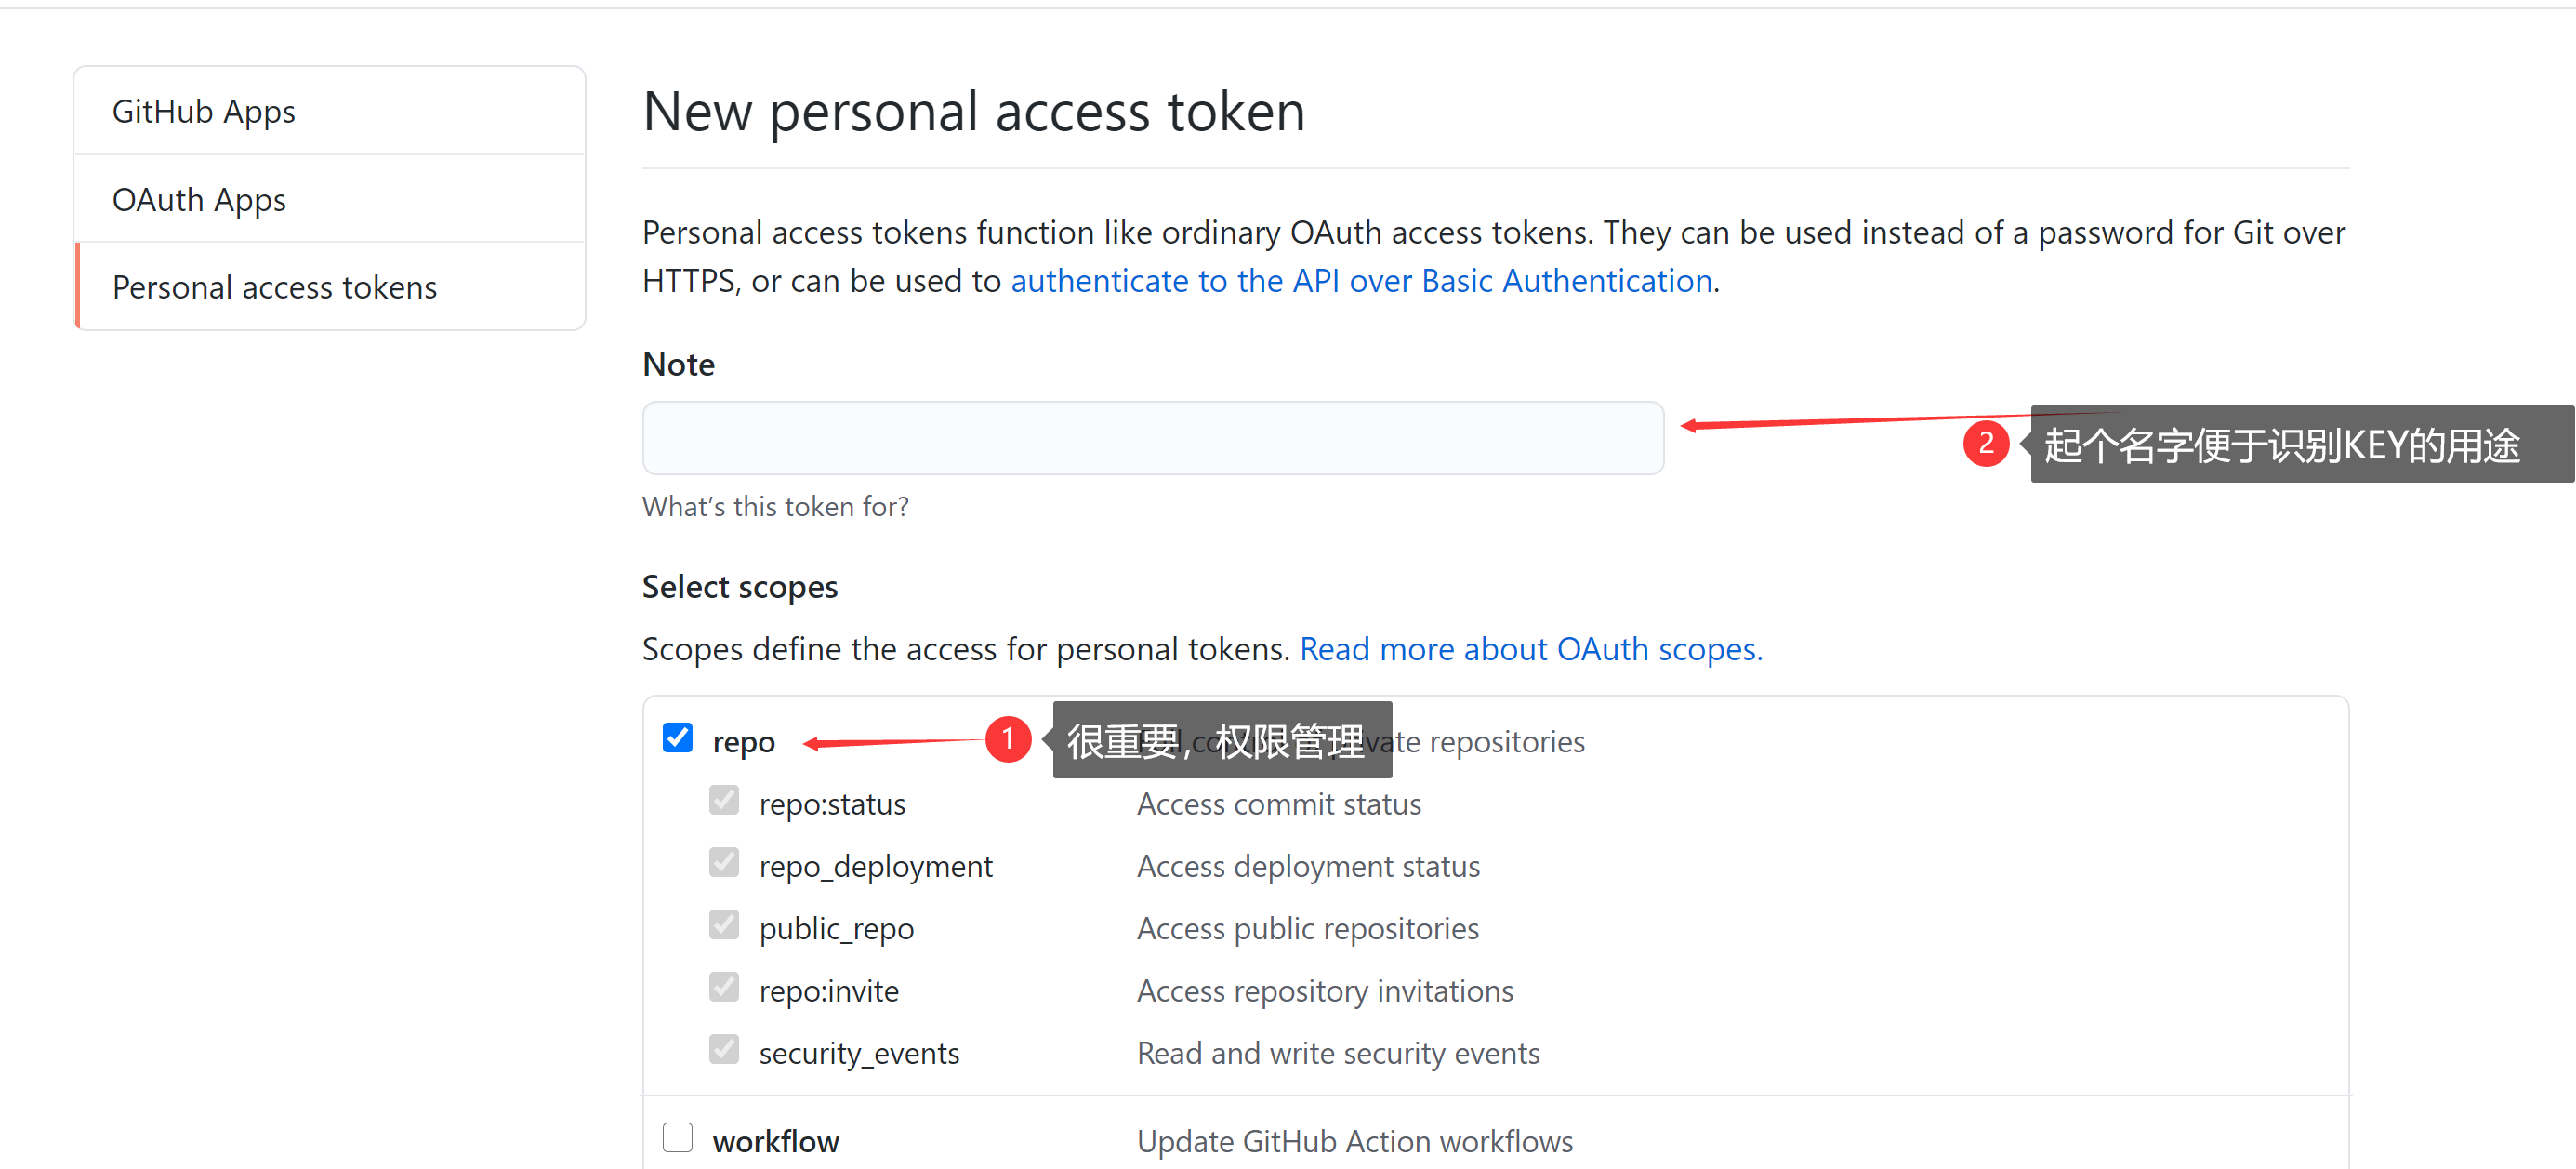 GitHub Apps
OAuth Apps
Personal access tokens
New personal access token
Personal access tokens function like ordinary OAuth access tokens. They can be used instead of a password for Git over
HTTPS, or can be used to authenticate to the API over Basic Authentication.
Note
2 起个名字便于识别KEY的用途
What's this token for?
Select scopes
Scopes define the access for personal tokens. Read more about OAuth scopes.
repo 1 很重要，权限管理 repositories
repo:status Access commit status
repo_deployment Access deployment status
public_repo Access public repositories
repo:invite Access repository invitations
security_events Read and write security events
workflow Update GitHub Action workflows